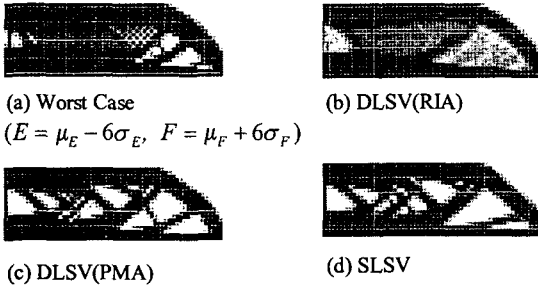 (a) Worst Case
(b) DLSV(RIA)
(E = μ_E − 6σ_E, F = μ_F + 6σ_F)
(c) DLSV(PMA)
(d) SLSV